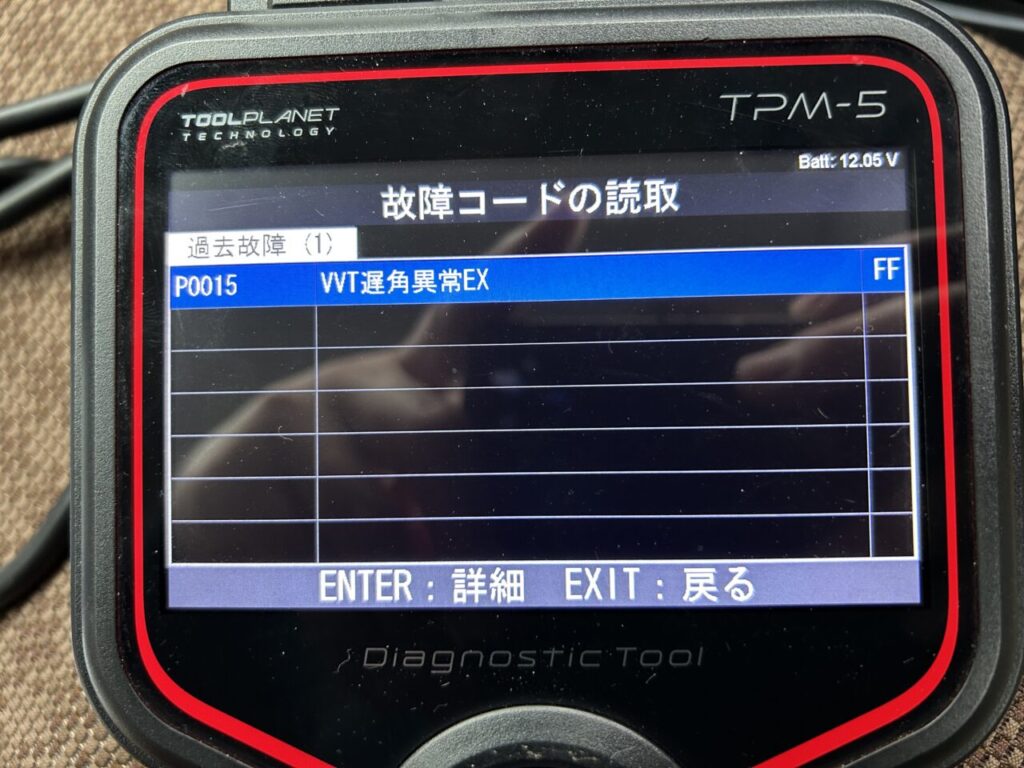 TOOLPLANET
TECHNOLOGY
TPM-5
Batt: 12.05 V
故障コードの読取
過去故障 (1)
P0015 VVT遅角異常EX FF
ENTER : 詳細 EXIT : 戻る
Diagnostic Tool